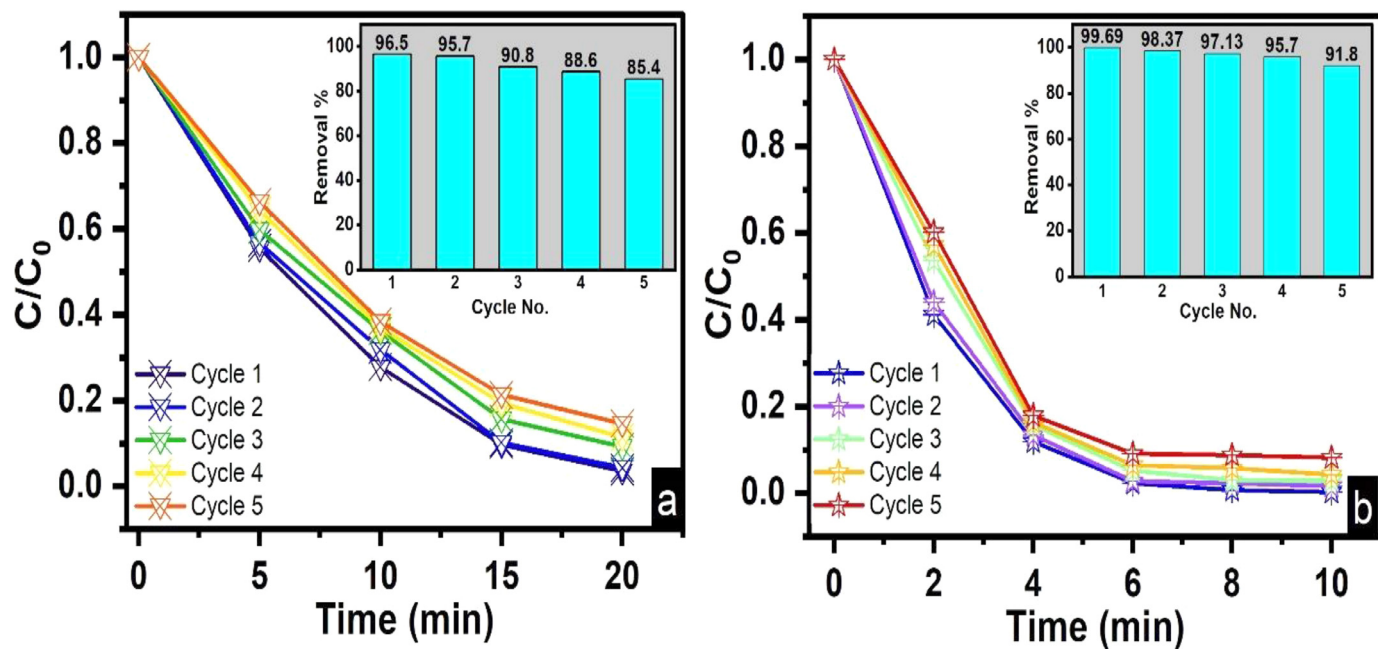 1.0
0.8
0.6
0.4
0.2
0.0
C/C0
0
5
10
15
20
Time (min)
Cycle 1
Cycle 2
Cycle 3
Cycle 4
Cycle 5
a
100
80
60
40
20
0
Removal %
96.5
95.7
90.8
88.6
85.4
1
2
3
4
5
Cycle No.
1.0
0.8
0.6
0.4
0.2
0.0
C/C0
0
2
4
6
8
10
Time (min)
Cycle 1
Cycle 2
Cycle 3
Cycle 4
Cycle 5
b
100
80
60
40
20
0
Removal %
99.69
98.37
97.13
95.7
91.8
1
2
3
4
5
Cycle No.